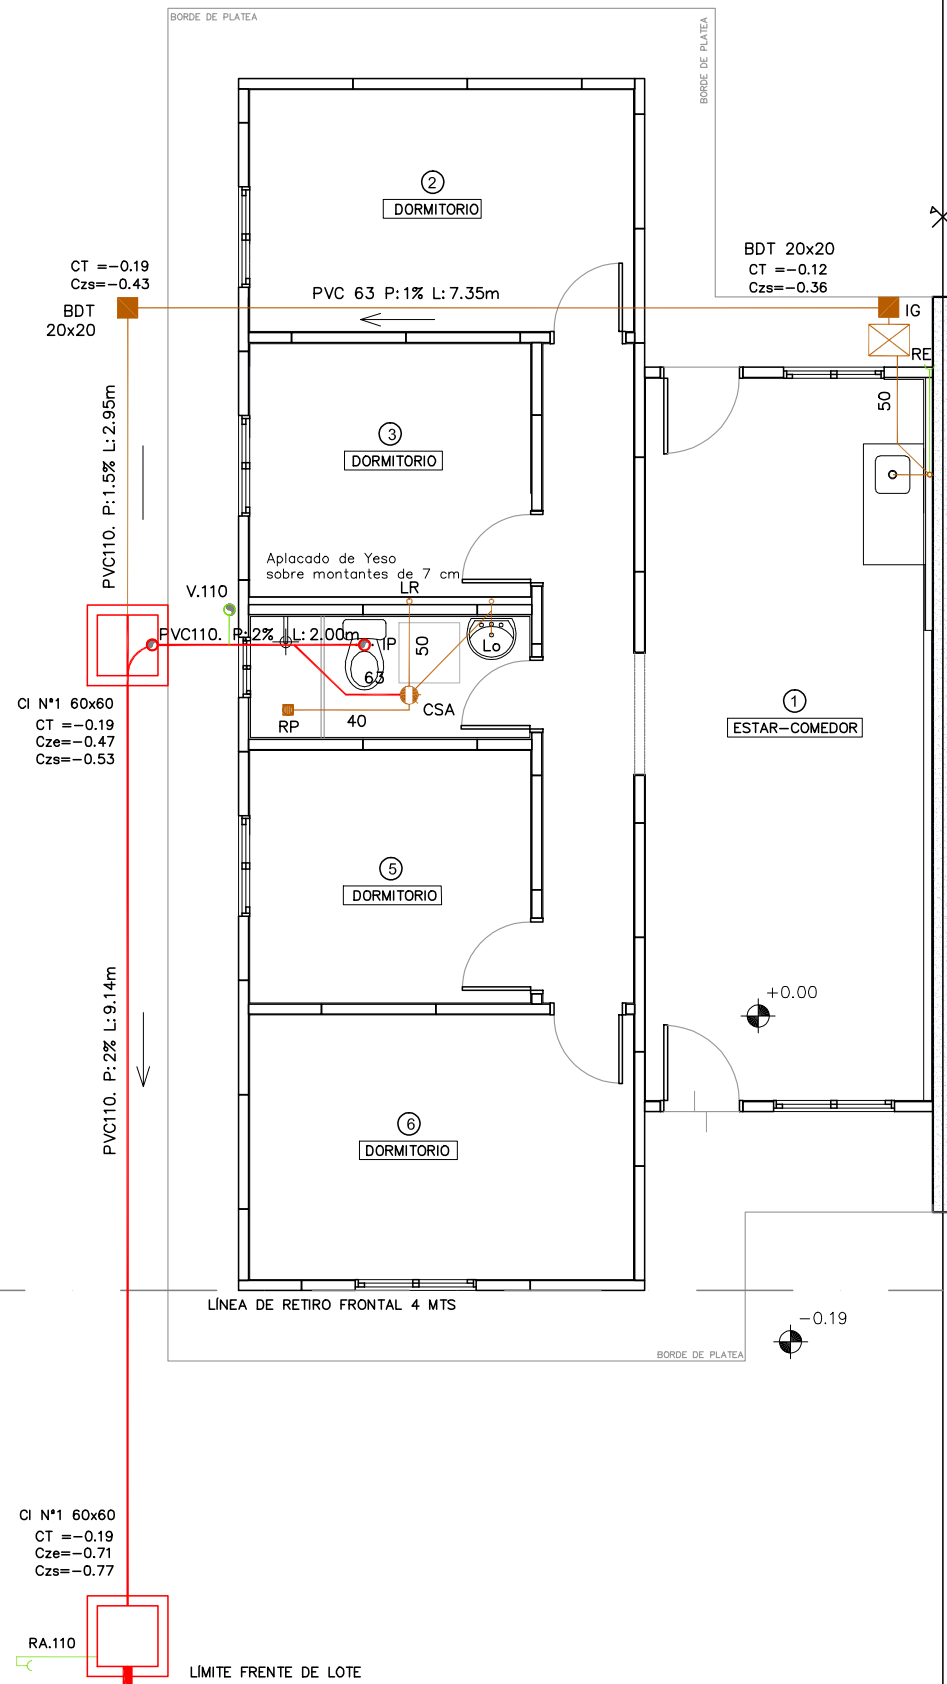 BORDE DE PLATEA
BORDE DE PLATEA
2
DORMITORIO
CT =-0.19
Czs=-0.43
BDT
20x20
PVC 63 P:1% L:7.35m
BDT 20x20
CT =-0.12
Czs=-0.36
IG
RE
50
PVC110. P:1.5% L:2.95m
3
DORMITORIO
Aplacado de Yeso
sobre montantes de 7 cm
LR
V.110
PVC110. P:2% L:2.00m
IP
50
Lo
63
CSA
RP
40
CI N°1 60x60
CT =-0.19
Cze=-0.47
Czs=-0.53
1
ESTAR-COMEDOR
5
DORMITORIO
PVC110. P:2% L:9.14m
+0.00
6
DORMITORIO
LÍNEA DE RETIRO FRONTAL 4 MTS
-0.19
BORDE DE PLATEA
CI N°1 60x60
CT =-0.19
Cze=-0.71
Czs=-0.77
RA.110
LÍMITE FRENTE DE LOTE